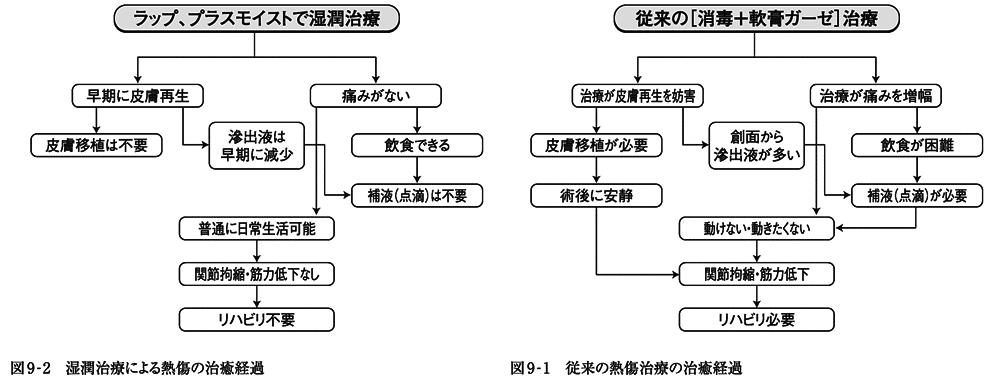 ラップ、プラスモイストで湿潤治療
早期に皮膚再生
痛みがない
皮膚移植は不要
滲出液は
早期に減少
飲食できる
補液(点滴)は不要
普通に日常生活可能
関節拘縮・筋力低下なし
リハビリ不要
図9-2 湿潤治療による熱傷の治癒経過
従来の[消毒+軟膏ガーゼ]治療
治療が皮膚再生を妨害
治療が痛みを増幅
皮膚移植が必要
創面から
滲出液が多い
飲食が困難
術後に安静
補液(点滴)が必要
動けない・動きたくない
関節拘縮・筋力低下
リハビリ必要
図9-1 従来の熱傷治療の治癒経過